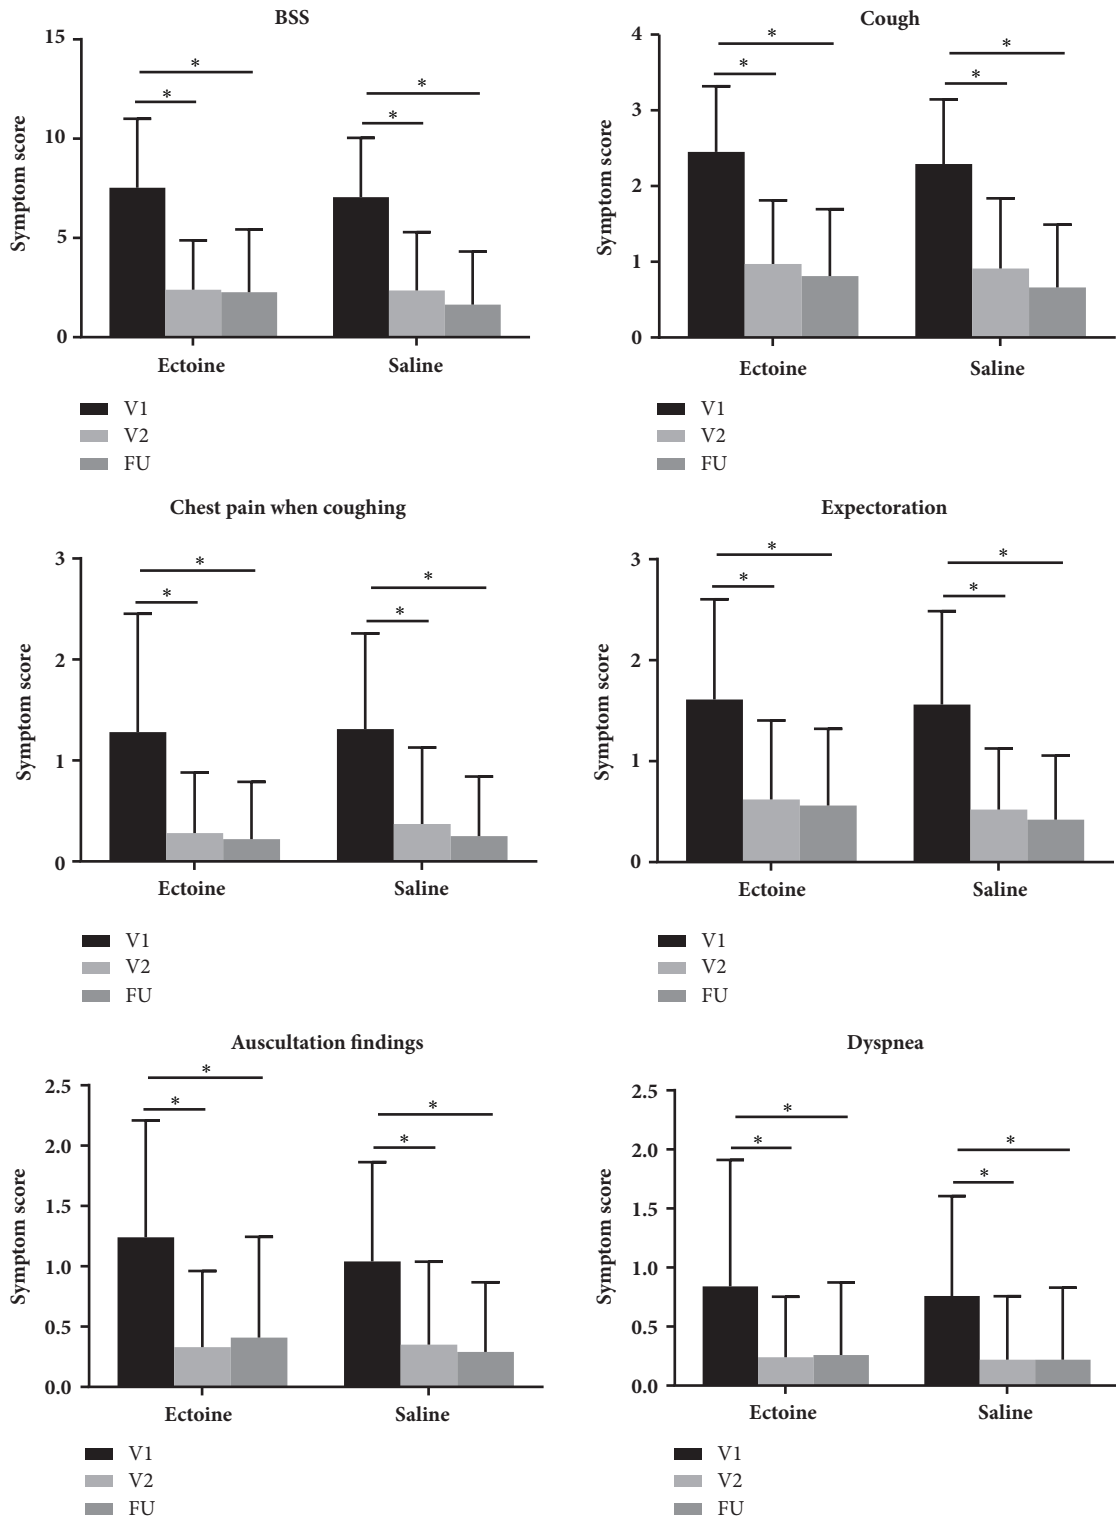 BSS
15
10
5
0
Symptom score
*
*
*
*
Ectoine
Saline
V1
V2
FU
Cough
4
3
2
1
0
Symptom score
*
*
*
*
Ectoine
Saline
V1
V2
FU
Chest pain when coughing
3
2
1
0
Symptom score
*
*
*
*
Ectoine
Saline
V1
V2
FU
Expectoration
3
2
1
0
Symptom score
*
*
*
*
Ectoine
Saline
V1
V2
FU
Auscultation findings
2.5
2.0
1.5
1.0
0.5
0.0
Symptom score
*
*
*
*
Ectoine
Saline
V1
V2
FU
Dyspnea
2.5
2.0
1.5
1.0
0.5
0.0
Symptom score
*
*
*
*
Ectoine
Saline
V1
V2
FU